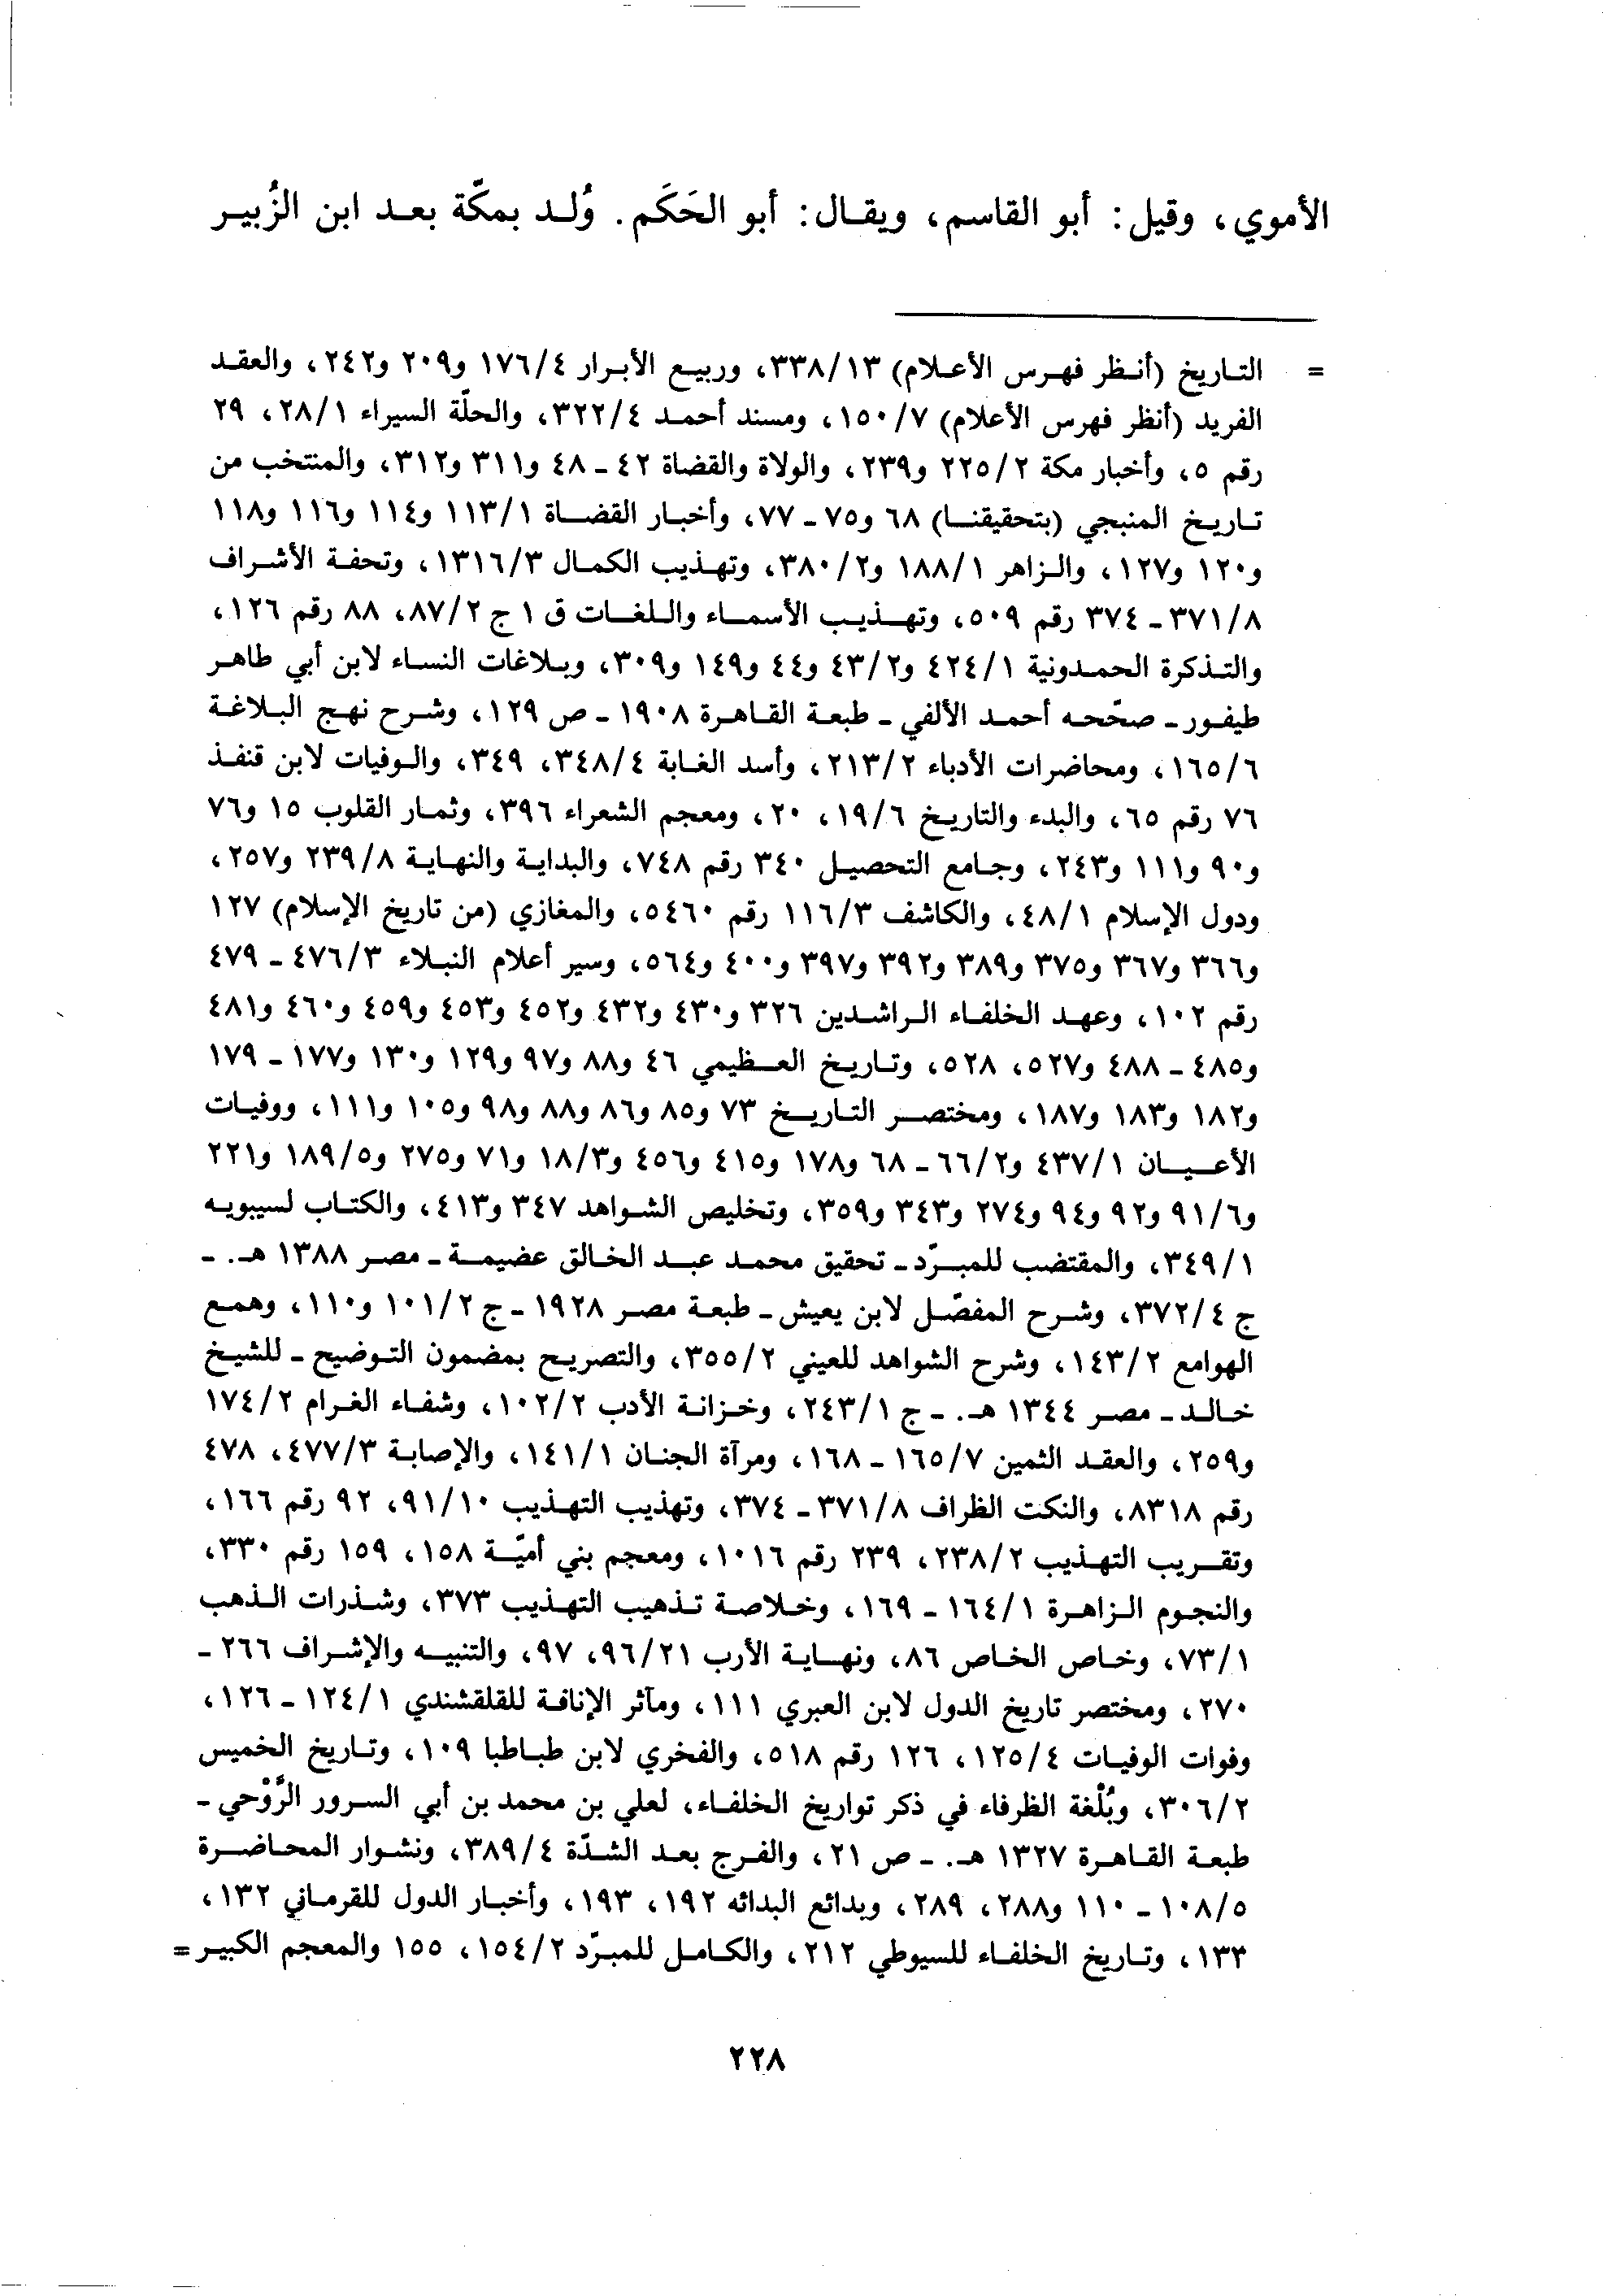 الأموي، وقيل: أبو القاسم، ويقال: أبو الحَكَم. وُلد بمكّة بعد ابن الزُبير
= التاريخ (أنظر فهرس الأعلام) ٣٣٨/١٣، وربيع الأبرار ١٧٦/٤ و٢٠٩ و٢٤٢، والعقد
الفريد (أنظر فهرس الأعلام) ١٥٠/٧، ومسند أحمد ٣٢٢/٤، والحلّة السيراء ٢٨/١، ٢٩
رقم ٥، وأخبار مكة ٢٢٥/٢ و٢٣٩، والولاة والقضاة ٤٢ - ٤٨ و٣١١ و٣١٢، والمنتخب من
تاريخ المنبجي (بتحقيقنا) ٦٨ و٧٥ - ٧٧، وأخبار القضاة ١١٣/١ و١١٤ و١١٦ و١١٨
و١٢٠ و١٢٧، والزاهر ١٨٨/١ و٣٨٠/٢، وتهذيب الكمال ١٣١٦/٣، وتحفة الأشراف
٣٧١/٨ - ٣٧٤ رقم ٥٠٩، وتهذيب الأسماء واللغات ق ١ ج ٨٧/٢، ٨٨ رقم ١٢٦،
والتذكرة الحمدونية ٤٢٤/١ و٤٣/٢ و٤٤ و١٤٩ و٣٠٩، وبلاغات النساء لابن أبي طاهر
طيفور - صحّحه أحمد الألفي - طبعة القاهرة ١٩٠٨ - ص ١٢٩، وشرح نهج البلاغة
١٦٥/٦، ومحاضرات الأدباء ٢١٣/٢، وأسد الغابة ٣٤٨/٤، ٣٤٩، والوفيات لابن قنفذ
٧٦ رقم ٦٥، والبدء والتاريخ ١٩/٦، ٢٠، ومعجم الشعراء ٣٩٦، وثمار القلوب ١٥ و٧٦
و٩٠ و١١١ و٢٤٣، وجامع التحصيل ٣٤٠ رقم ٧٤٨، والبداية والنهاية ٢٣٩/٨ و٢٥٧،
ودول الإسلام ٤٨/١، والكاشف ١١٦/٣ رقم ٥٤٦٠، والمغازي (من تاريخ الإسلام) ١٢٧
و٣٦٦ و٣٦٧ و٣٧٥ و٣٨٩ و٣٩٢ و٣٩٧ و٤٠٠ و٥٦٤، وسير أعلام النبلاء ٤٧٦/٣ - ٤٧٩
رقم ١٠٢، وعهد الخلفاء الراشدين ٣٢٦ و٤٣٠ و٤٣٢ و٤٥٢ و٤٥٣ و٤٥٩ و٤٦٠ و٤٨١
و٤٨٥ - ٤٨٨ و٥٢٧، ٥٢٨، وتاريخ العظيمي ٤٦ و٨٨ و٩٧ و١٢٩ و١٣٠ و١٧٧ - ١٧٩
و١٨٢ و١٨٣ و١٨٧، ومختصر التاريخ ٧٣ و٨٥ و٨٦ و٨٨ و٩٨ و١٠٥ و١١١، ووفيات
الأعيان ٤٣٧/١ و٦٦/٢ - ٦٨ و١٧٨ و٤١٥ و٤٥٦ و١٨/٣ و٧١ و٢٧٥ و١٨٩/٥ و٢٢١
و٩١/٦ و٩٢ و٩٤ و٢٧٤ و٣٤٣ و٣٥٩، وتخليص الشواهد ٣٤٧ و٤١٣، والكتاب لسيبويه
٣٤٩/١، والمقتضب للمبرّد - تحقيق محمد عبد الخالق عضيمة - مصر ١٣٨٨ هـ. -
ج ٣٧٢/٤، وشرح المفصّل لابن يعيش - طبعة مصر ١٩٢٨ - ج ١٠١/٢ و١١٠، وهمع
الهوامع ١٤٣/٢، وشرح الشواهد للعيني ٣٥٥/٢، والتصريح بمضمون التوضيح - للشيخ
خالد - مصر ١٣٤٤ هـ. - ج ٢٤٣/١، وخزانة الأدب ١٠٢/٢، وشفاء الغرام ١٧٤/٢
و٢٥٩، والعقد الثمين ١٦٥/٧ - ١٦٨، ومرآة الجنان ١٤١/١، والإصابة ٤٧٧/٣، ٤٧٨
رقم ٨٣١٨، والنكت الظراف ٣٧١/٨ - ٣٧٤، وتهذيب التهذيب ٩١/١٠، ٩٢ رقم ١٦٦،
وتقريب التهذيب ٢٣٨/٢، ٢٣٩ رقم ١٠١٦، ومعجم بني أميّة ١٥٨، ١٥٩ رقم ٣٣٠،
والنجوم الزاهرة ١٦٤/١ - ١٦٩، وخلاصة تذهيب التهذيب ٣٧٣، وشذرات الذهب
٧٣/١، وخاص الخاص ٨٦، ونهاية الأرب ٩٦/٢١، ٩٧، والتنبيه والإشراف ٢٦٦ -
٢٧٠، ومختصر تاريخ الدول لابن العبري ١١١، ومآثر الإنافة للقلقشندي ١٢٤/١ - ١٢٦،
وفوات الوفيات ١٢٥/٤، ١٢٦ رقم ٥١٨، والفخري لابن طباطبا ١٠٩، وتاريخ الخميس
٣٠٦/٢، وبُلْغة الظرفاء في ذكر تواريخ الخلفاء، لعلي بن محمد بن أبي السرور الرَّوْحي -
طبعة القاهرة ١٣٢٧ هـ. - ص ٢١، والفرج بعد الشدّة ٣٨٩/٤، ونشوار المحاضرة
١٠٨/٥ - ١١٠ و٢٨٨، ٢٨٩، وبدائع البدائه ١٩٢، ١٩٣، وأخبار الدول للقرماني ١٣٢،
١٣٣، وتاريخ الخلفاء للسيوطي ٢١٢، والكامل للمبرّد ١٥٤/٢، ١٥٥ والمعجم الكبير =
٢٢٨